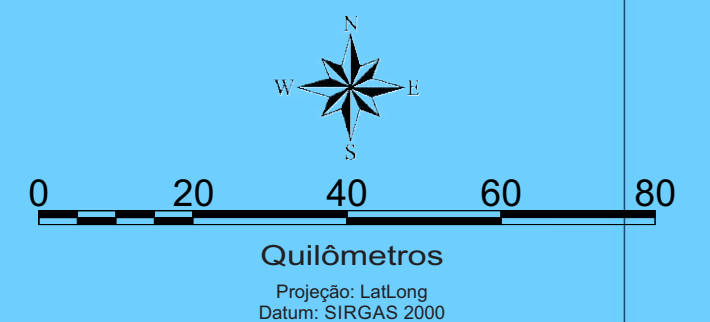 N
W E
S
0 20 40 60 80
Quilômetros
Projeção: LatLong
Datum: SIRGAS 2000